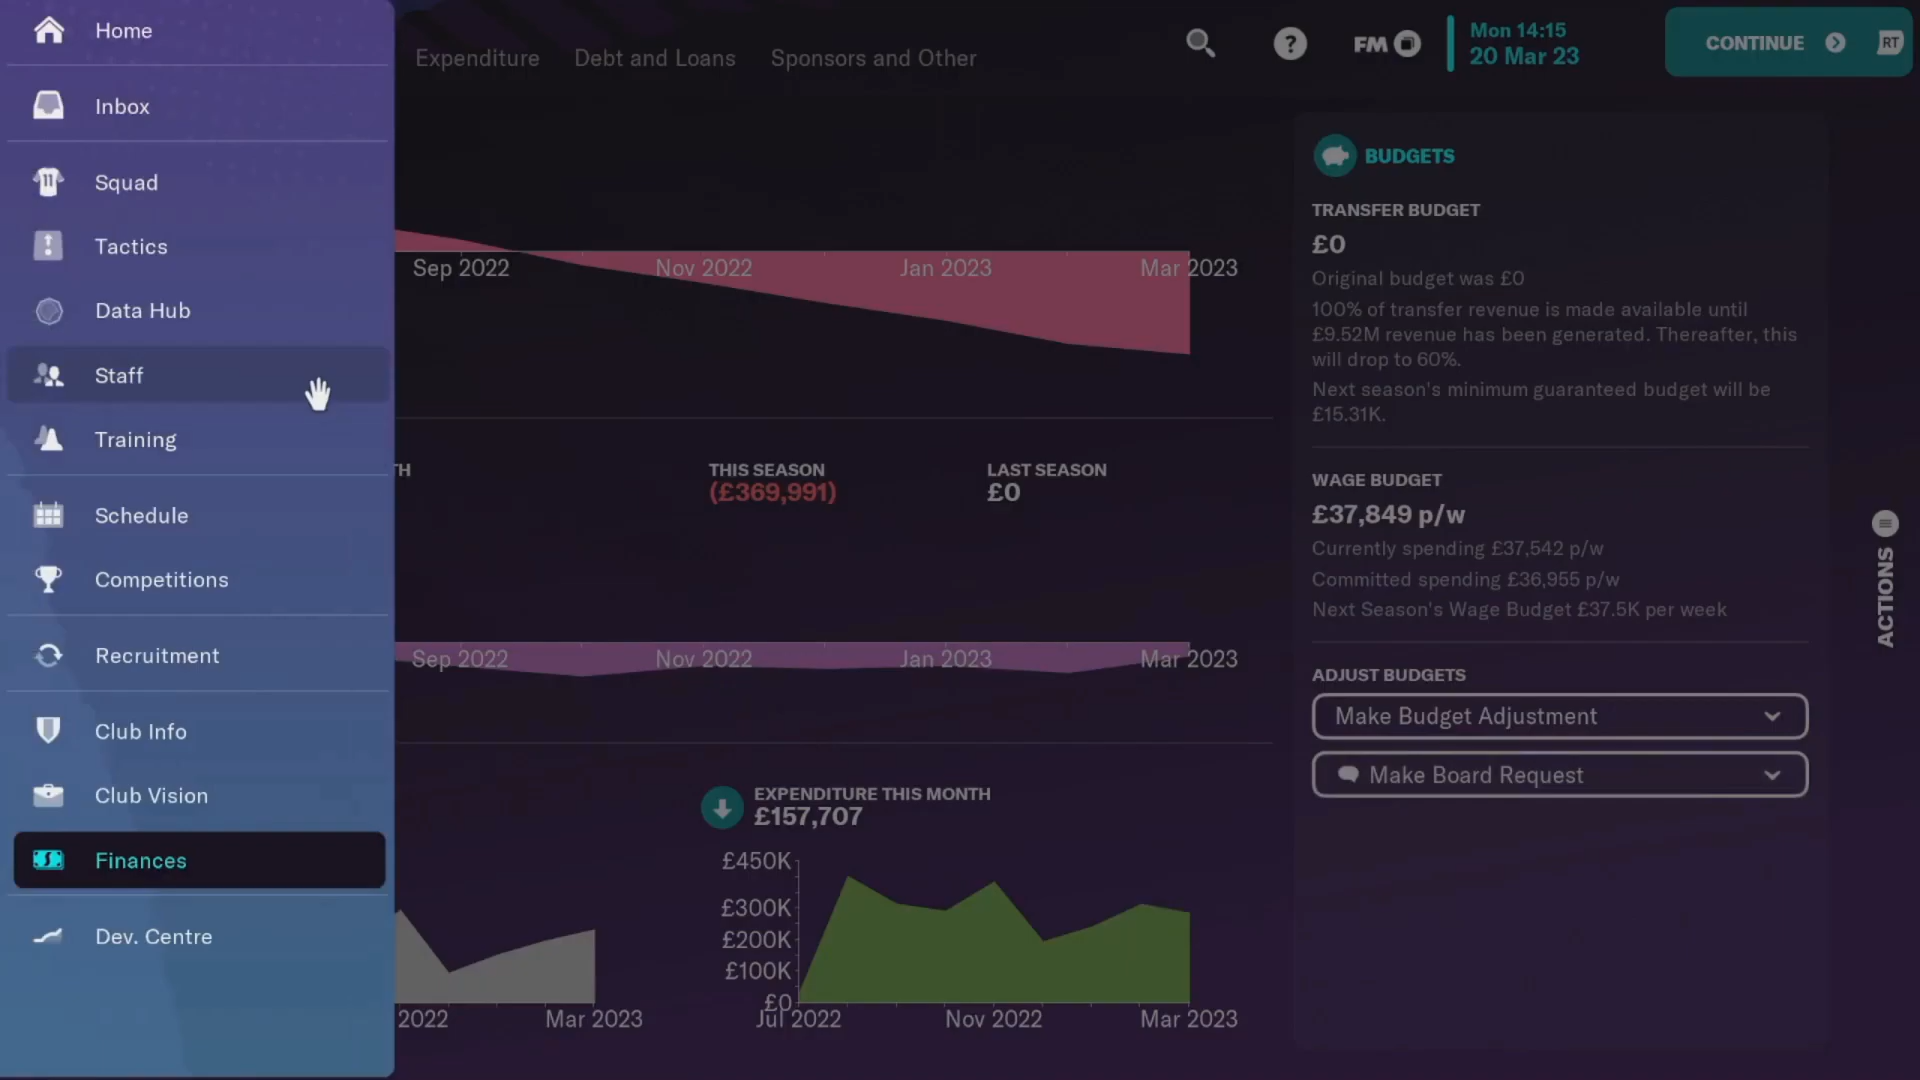 Home
Inbox
Squad
Tactics
Data Hub
Staff
Training
Schedule
Competitions
Recruitment
Club Info
Club Vision
Finances
Dev. Centre
Expenditure
Debt and Loans
Sponsors and Other
?
FM
Mon 14:15
20 Mar 23
CONTINUE
RT
Sep 2022
Nov 2022
Jan 2023
Mar 2023
TH
THIS SEASON
(£369,991)
LAST SEASON
£0
Sep 2022
Nov 2022
Jan 2023
Mar 2023
2022
Mar 2023
EXPENDITURE THIS MONTH
£157,707
£450K
£300K
£200K
£100K
£0
Jul 2022
Nov 2022
Mar 2023
BUDGETS
TRANSFER BUDGET
£0
Original budget was £0
100% of transfer revenue is made available until
£9.52M revenue has been generated. Thereafter, this
will drop to 60%.
Next season's minimum guaranteed budget will be
£15.31K.
WAGE BUDGET
£37,849 p/w
Currently spending £37,542 p/w
Committed spending £36,955 p/w
Next Season's Wage Budget £37.5K per week
ADJUST BUDGETS
Make Budget Adjustment
Make Board Request
ACTIONS